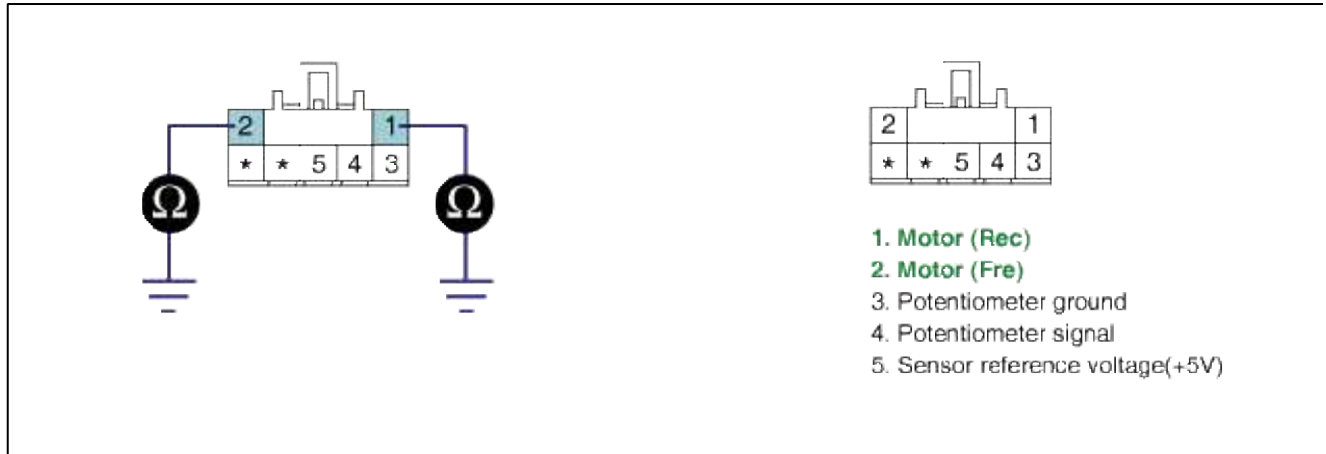 2 1
* * 5 4 3
Ω Ω
2 1
* * 5 4 3
1. Motor (Rec)
2. Motor (Fre)
3. Potentiometer ground
4. Potentiometer signal
5. Sensor reference voltage(+5V)